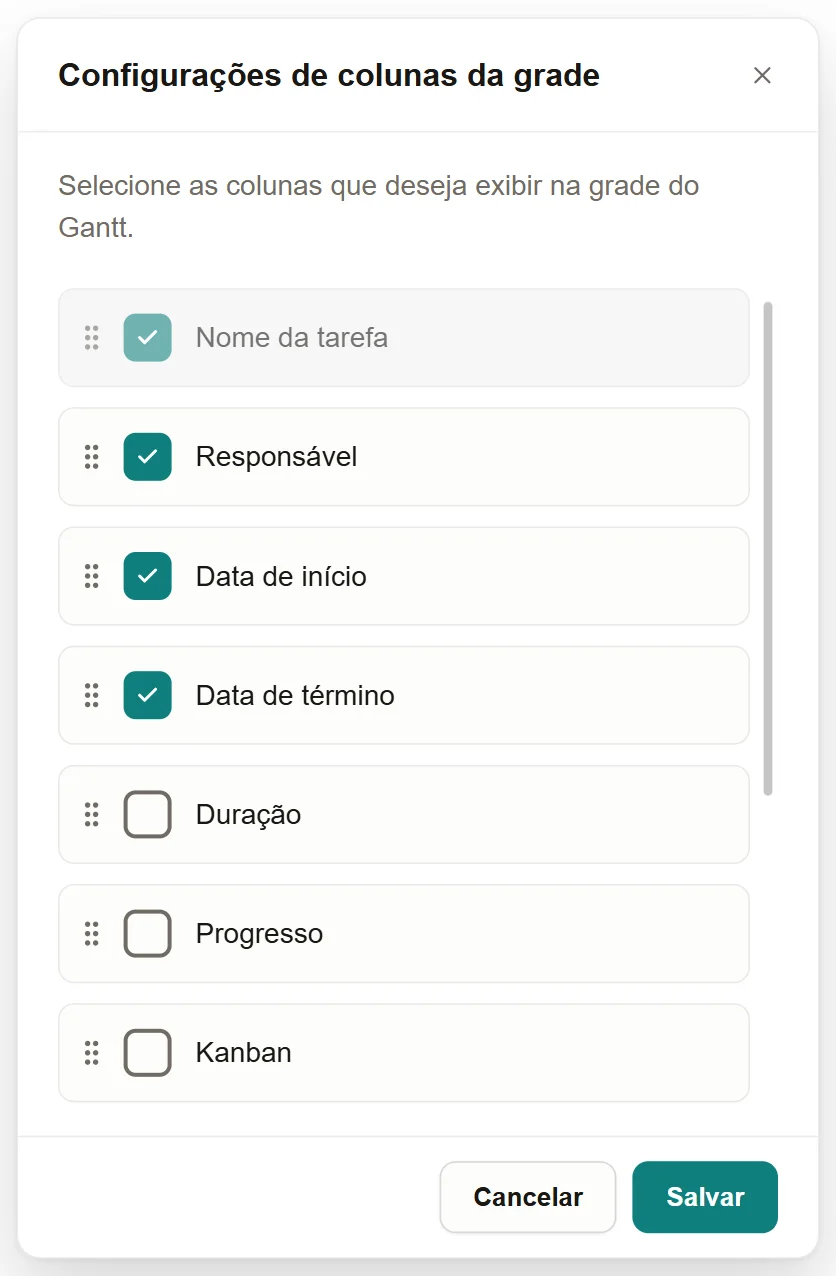 Configurações de colunas da grade
Selecione as colunas que deseja exibir na grade do
Gantt.
Nome da tarefa
Responsável
Data de início
Data de término
Duração
Progresso
Kanban
Cancelar
Salvar